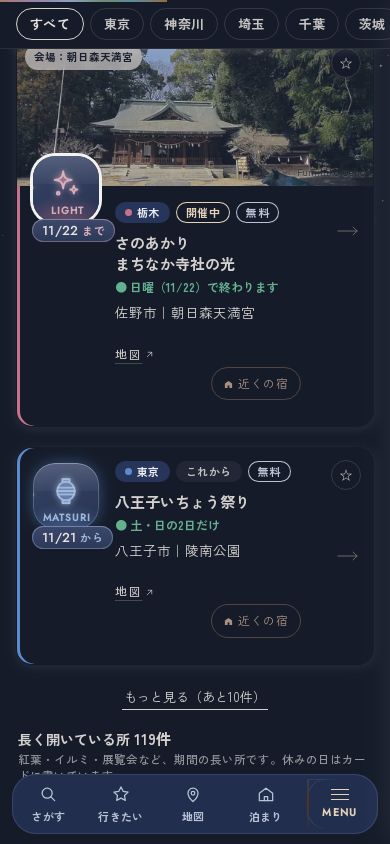 すべて
東京
神奈川
埼玉
千葉
茨城
会場：朝日森天満宮
LIGHT
11/22 まで
栃木
開催中
無料
さのあかり
まちなか寺社の光
日曜（11/22）で終わります
佐野市｜朝日森天満宮
地図 ↗
近くの宿
MATSURI
11/21 から
東京
これから
無料
八王子いちょう祭り
土・日の2日だけ
八王子市｜陵南公園
地図 ↗
近くの宿
もっと見る（あと10件）
長く開いている所 119件
紅葉・イルミ・展覧会など、期間の長い所です。休みの日はカー
さがす
行きたい
地図
泊まり
MENU